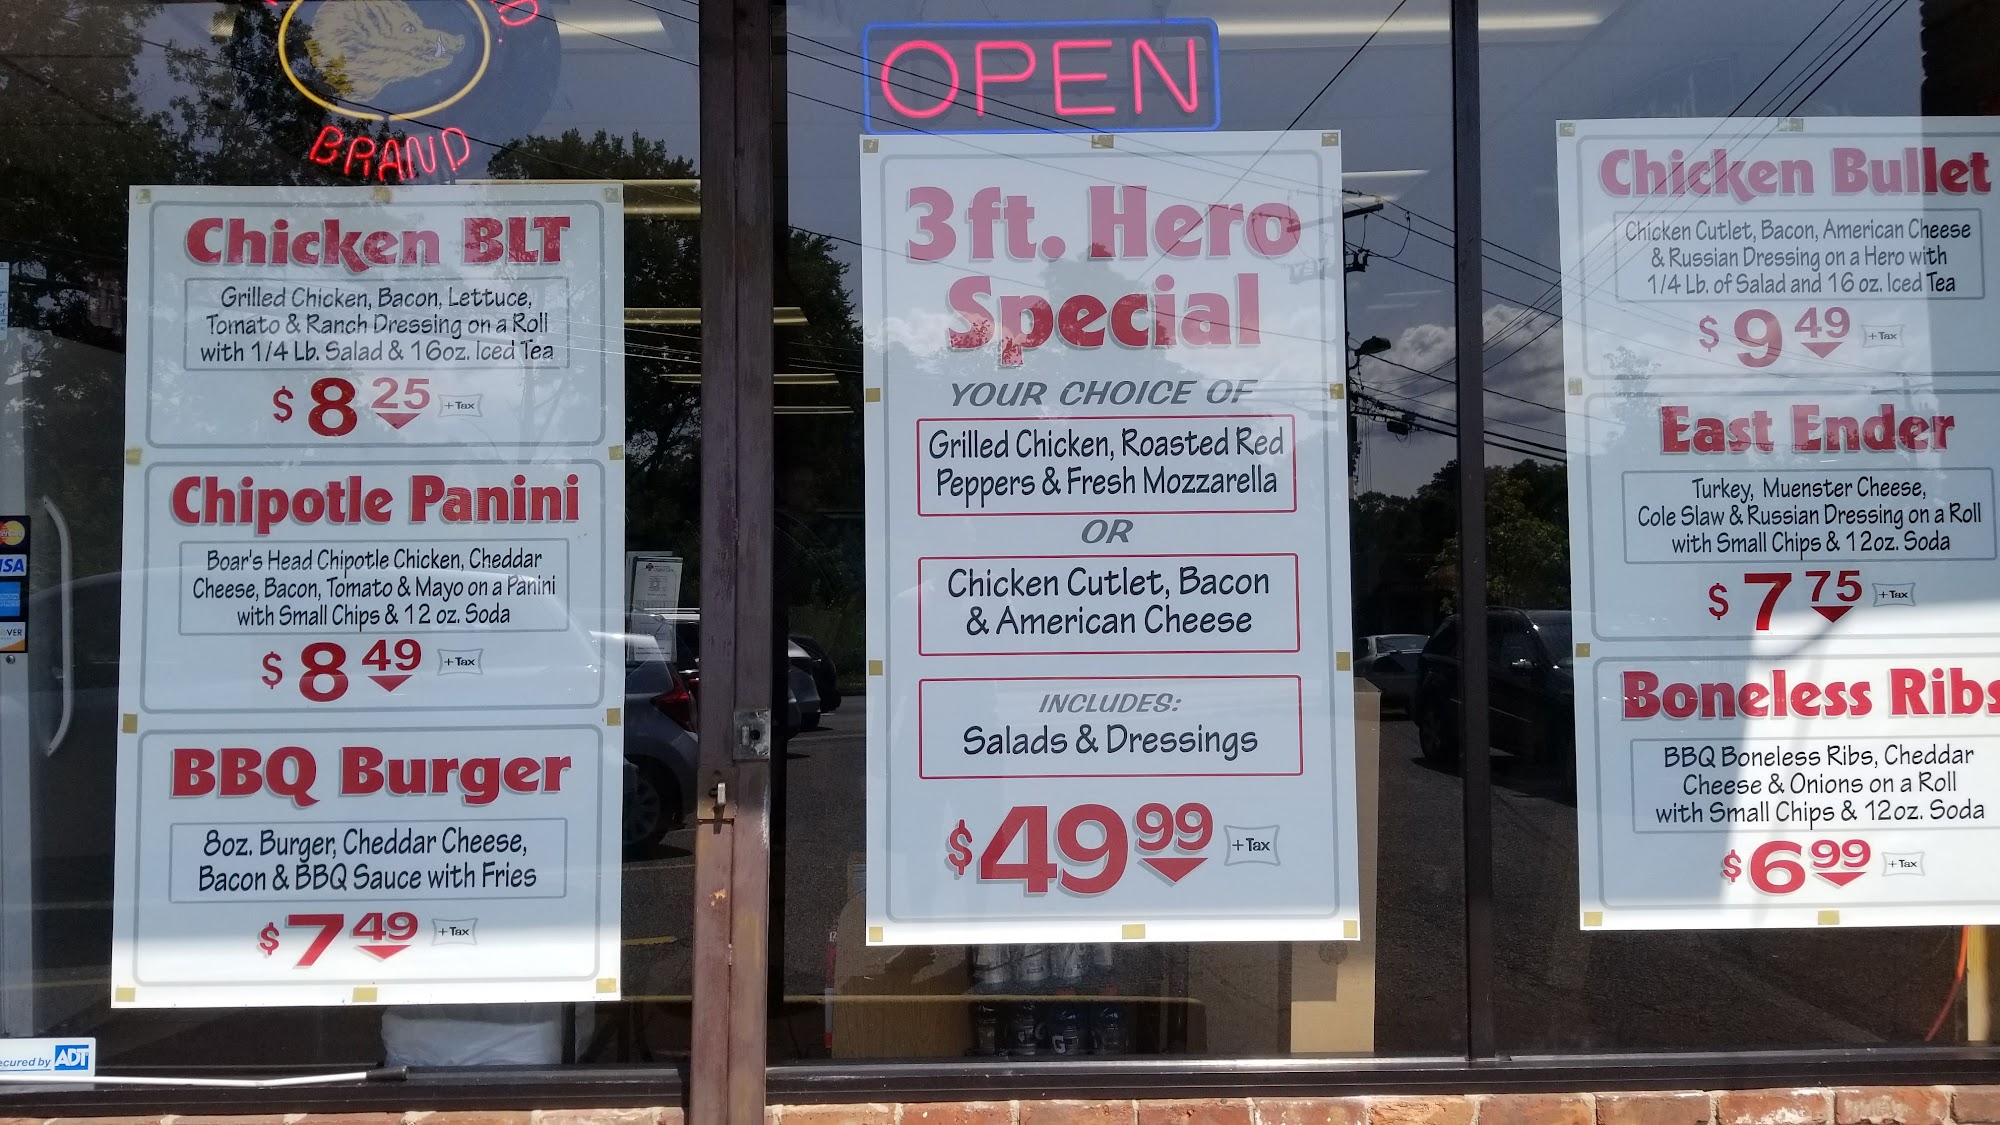 BRAND
OPEN
Chicken BLT
Grilled Chicken, Bacon, Lettuce,
Tomato & Ranch Dressing on a Roll
with 1/4 Lb. Salad & 16oz. Iced Tea
$8 25 +Tax
Chipotle Panini
Boar's Head Chipotle Chicken, Cheddar
Cheese, Bacon, Tomato & Mayo on a Panini
with Small Chips & 12 oz. Soda
$8 49 +Tax
BBQ Burger
8oz. Burger, Cheddar Cheese,
Bacon & BBQ Sauce with Fries
$7 49 +Tax
3 ft. Hero
Special
YOUR CHOICE OF
Grilled Chicken, Roasted Red
Peppers & Fresh Mozzarella
OR
Chicken Cutlet, Bacon
& American Cheese
INCLUDES:
Salads & Dressings
$49 99 +Tax
Chicken Bullet
Chicken Cutlet, Bacon, American Cheese
& Russian Dressing on a Hero with
1/4 Lb. of Salad and 16 oz. Iced Tea
$9 49 +Tax
East Ender
Turkey, Muenster Cheese,
Cole Slaw & Russian Dressing on a Roll
with Small Chips & 12oz. Soda
$7 75 +Tax
Boneless Ribs
BBQ Boneless Ribs, Cheddar
Cheese & Onions on a Roll
with Small Chips & 12oz. Soda
$6 99 +Tax
ISA
VER
ecured by ADT